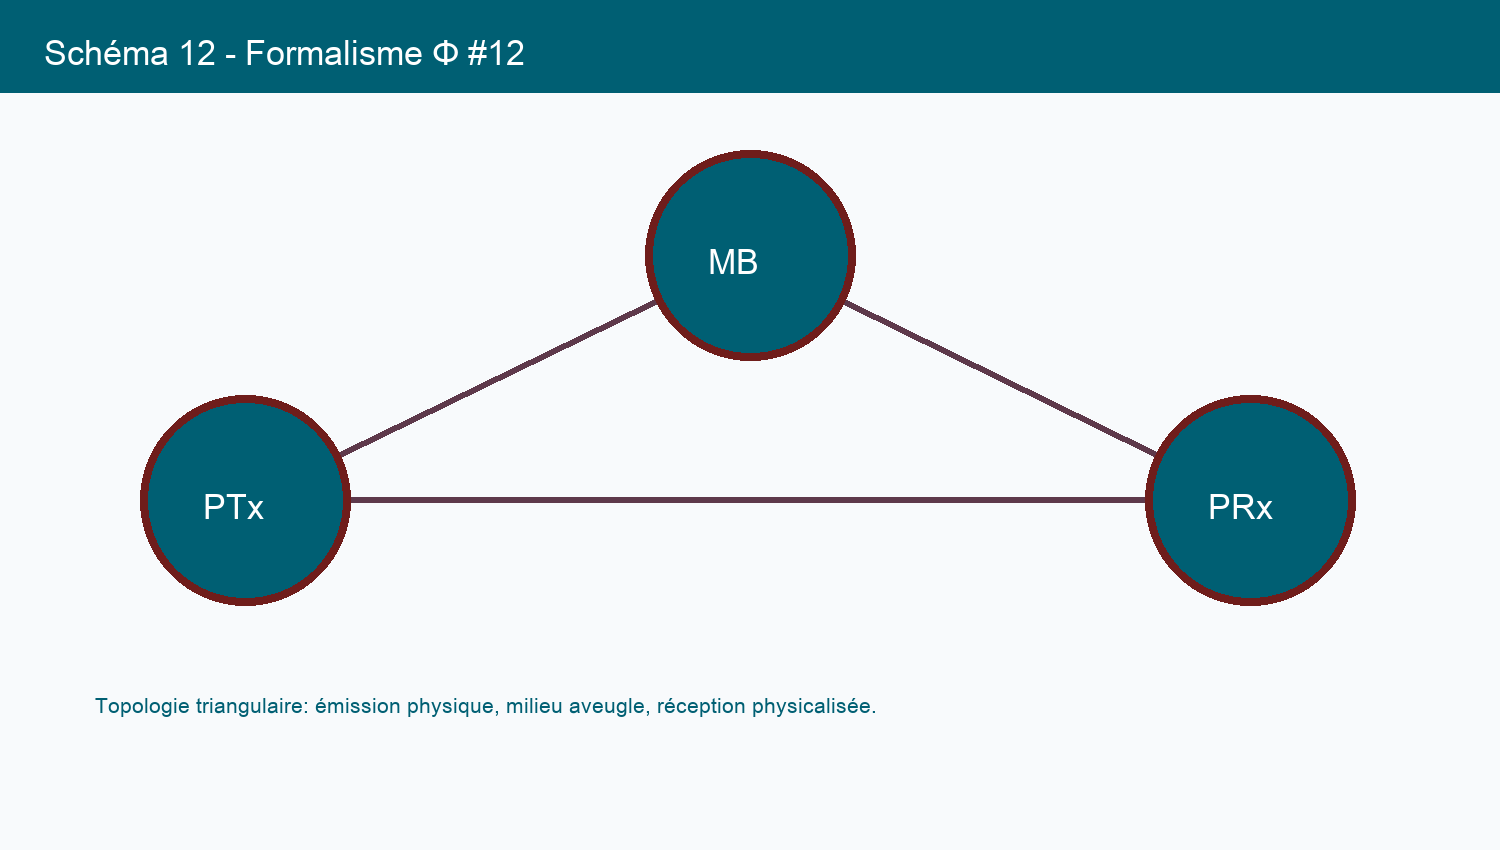 Schéma 12 - Formalisme Φ #12
MB
PTx
PRx
Topologie triangulaire: émission physique, milieu aveugle, réception physicalisée.